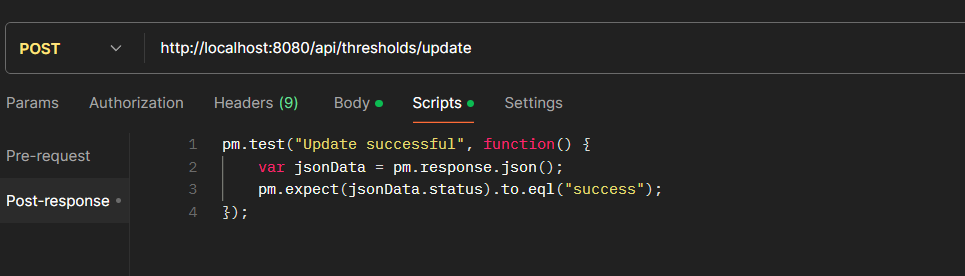 POST http://localhost:8080/api/thresholds/update
Params Authorization Headers (9) Body Scripts Settings
Pre-request
Post-response
1 pm.test("Update successful", function() {
2     var jsonData = pm.response.json();
3     pm.expect(jsonData.status).to.eql("success");
4 });